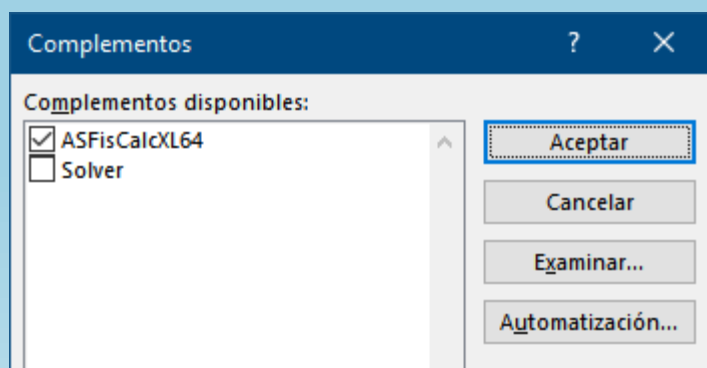 Complementos ?
Complementos disponibles:
ASFisCalcXL64
Solver
Aceptar
Cancelar
Examinar...
Automatización...